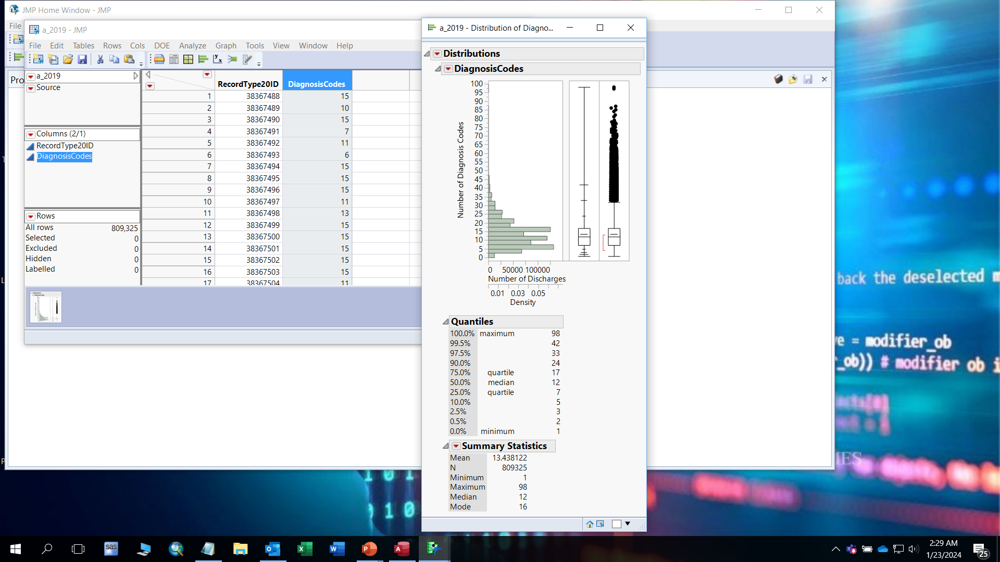 JMP Home Window - JMP
File
a_2019 - JMP
File Edit Tables Rows Cols DOE Analyze Graph Tools View Window Help
Pro
a_2019
Source
Columns (2/1)
RecordType20ID
DiagnosisCodes
Rows
All rows 809,325
Selected 0
Excluded 0
Hidden 0
Labelled 0
RecordType20ID DiagnosisCodes
1 38367488 15
2 38367489 10
3 38367490 15
4 38367491 7
5 38367492 11
6 38367493 6
7 38367494 15
8 38367495 15
9 38367496 15
10 38367497 11
11 38367498 13
12 38367499 15
13 38367500 15
14 38367501 15
15 38367502 15
16 38367503 15
17 38367504 11
a_2019 - Distribution of Diagno...
Distributions
DiagnosisCodes
Number of Diagnosis Codes
100
95
90
85
80
75
70
65
60
55
50
45
40
35
30
25
20
15
10
5
0
0 50000 100000
Number of Discharges
0.01 0.03 0.05
Density
Quantiles
100.0% maximum 98
99.5% 42
97.5% 33
90.0% 24
75.0% quartile 17
50.0% median 12
25.0% quartile 7
10.0% 5
2.5% 3
0.5% 2
0.0% minimum 1
Summary Statistics
Mean 13.438122
N 809325
Minimum 1
Maximum 98
Median 12
Mode 16
back the deselected m
ve = modifier_ob
_ob)) # modifier ob i
sas
2:29 AM
1/23/2024
25